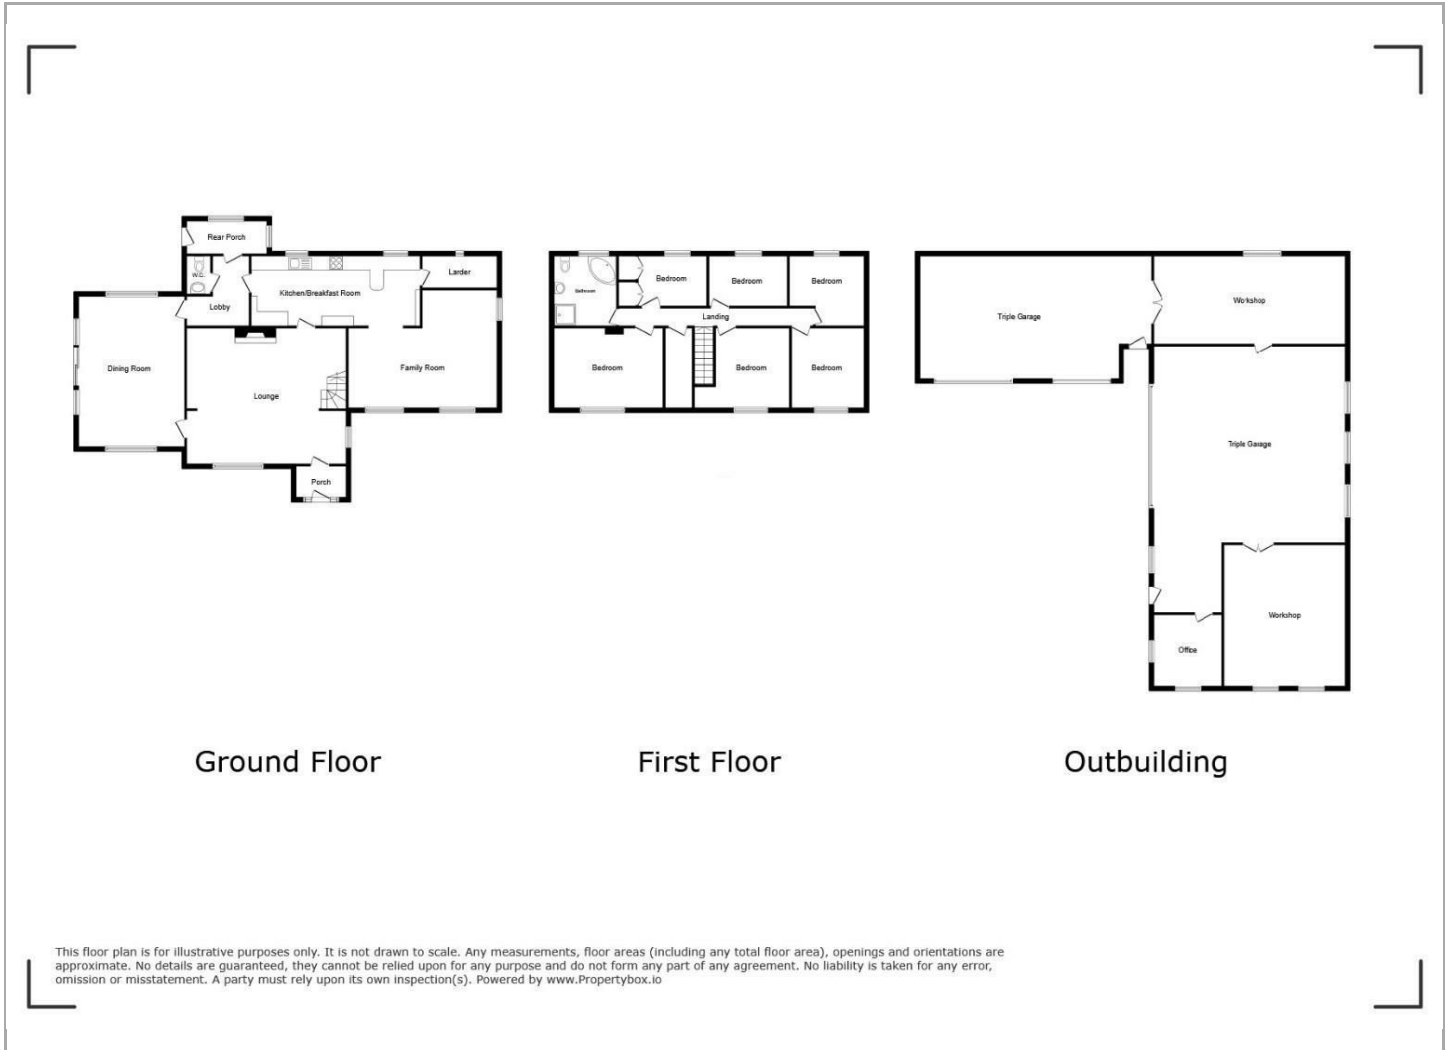 Rear Porch
W.C.
Larder
Kitchen/Breakfast Room
Lobby
Dining Room
Family Room
Lounge
Porch
Bathroom
Bedroom
Bedroom
Bedroom
Landing
Bedroom
Bedroom
Bedroom
Workshop
Triple Garage
Triple Garage
Workshop
Office
Ground Floor
First Floor
Outbuilding
This floor plan is for illustrative purposes only. It is not drawn to scale. Any measurements, floor areas (including any total floor area), openings and orientations are
approximate. No details are guaranteed, they cannot be relied upon for any purpose and do not form any part of any agreement. No liability is taken for any error,
omission or misstatement. A party must rely upon its own inspection(s). Powered by www.Propertybox.io